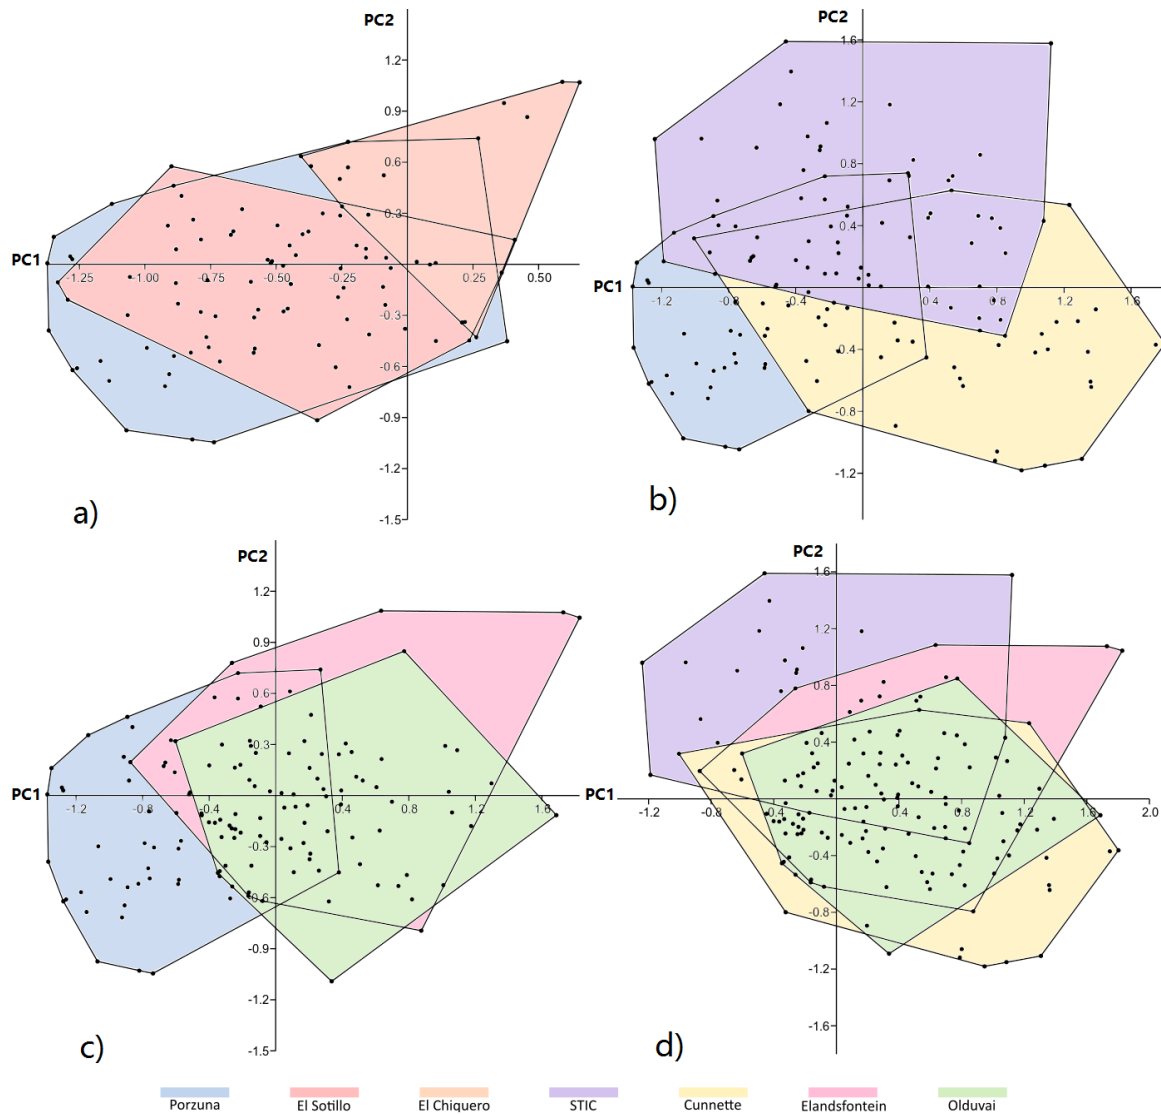 PC2
1.2
0.9
0.6
0.3
PC1
-1.25 -1.00 -0.75 -0.50 -0.25 0.25 0.50
-0.3
-0.6
-0.9
-1.2
-1.5
a)
PC2
1.6
1.2
0.8
0.4
PC1
-1.2 -0.8 -0.4 0.4 0.8 1.2 1.6
-0.4
-0.8
-1.2
b)
PC2
1.2
0.9
0.6
0.3
PC1
-1.2 -0.8 -0.4 0.4 0.8 1.2 1.6
-0.3
-0.6
-0.9
-1.2
-1.5
c)
PC2
1.6
1.2
0.8
0.4
PC1
-1.2 -0.8 -0.4 0.4 0.8 1.2 1.6 2.0
-0.4
-0.8
-1.2
-1.6
d)
Porzuna El Sotillo El Chiquero STIC Cunnette Elandsfontein Olduvai